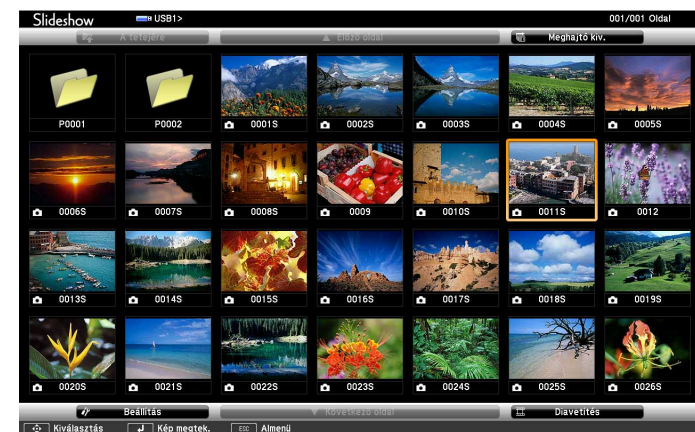 Slideshow USB1> 001/001 Oldal
A tetejére Előző oldal Meghajtó kiv.
P0001 P0002 0001S 0002S 0003S 0004S 0005S
0006S 0007S 0008S 0009 0010S 0011S 0012
0013S 0014S 0015S 0016S 0017S 0018S 0019S
0020S 0021S 0022S 0023S 0024S 0025S 0026S
Beállítás Következő oldal Diavetítés
Kiválasztás Kép megtek. ESC Almenü